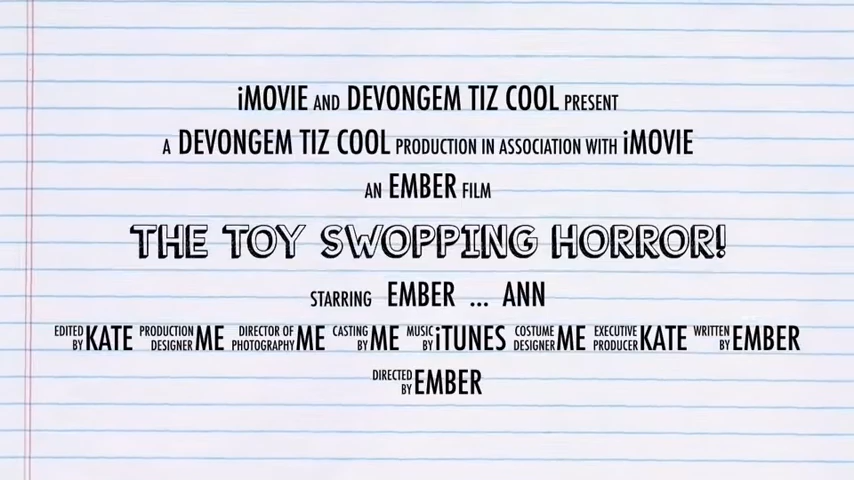 iMOVIE AND DEVONGEM TIZ COOL PRESENT
A DEVONGEM TIZ COOL PRODUCTION IN ASSOCIATION WITH iMOVIE
AN EMBER FILM
THE TOY SWOPPING HORROR!
STARRING EMBER ... ANN
EDITED BY KATE PRODUCTION DESIGNER ME DIRECTOR OF PHOTOGRAPHY ME CASTING BY ME MUSIC BY iTUNES COSTUME DESIGNER ME EXECUTIVE PRODUCER KATE WRITTEN BY EMBER
DIRECTED BY EMBER